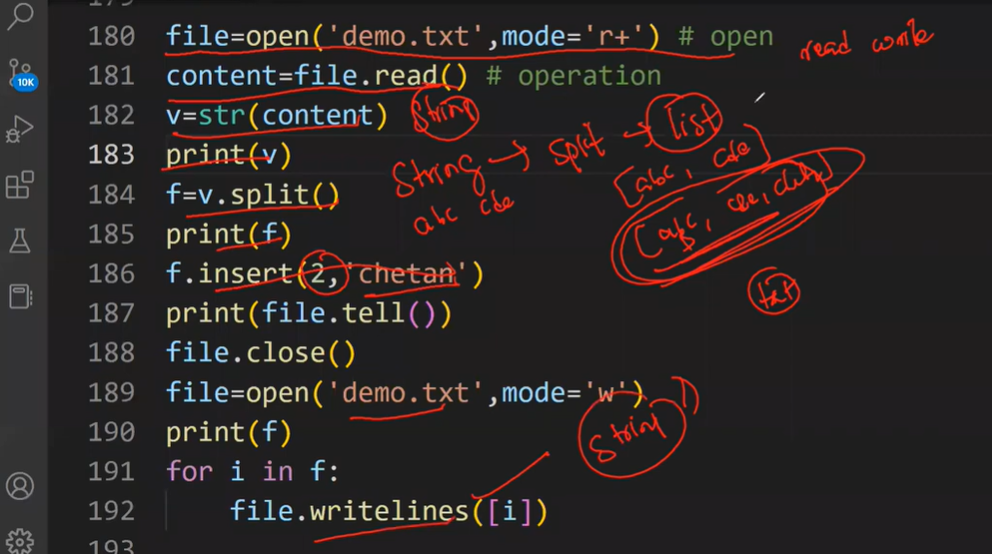 180 file=open('demo.txt',mode='r+') # open
read write
181 content=file.read() # operation
10K
182 v=str(content)
String
String → split → list
183 print(v)
[abc, cde]
184 f=v.split()
abc cde
185 print(f)
186 f.insert(2,'chetan')
txt
187 print(file.tell())
188 file.close()
189 file=open('demo.txt',mode='w')
190 print(f)
String
191 for i in f:
192 file.writelines([i])
193